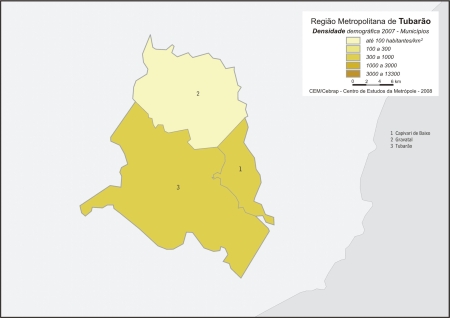 Região Metropolitana de Tubarão
Densidade demográfica 2007 - Municípios
até 100 habitantes/km²
100 a 300
300 a 1000
1000 a 3000
3000 a 13300
0 2 4 6 km
CEM/Cebrap - Centro de Estudos da Metrópole - 2008
1 Capivari de Baixo
2 Gravatal
3 Tubarão
2
1
3